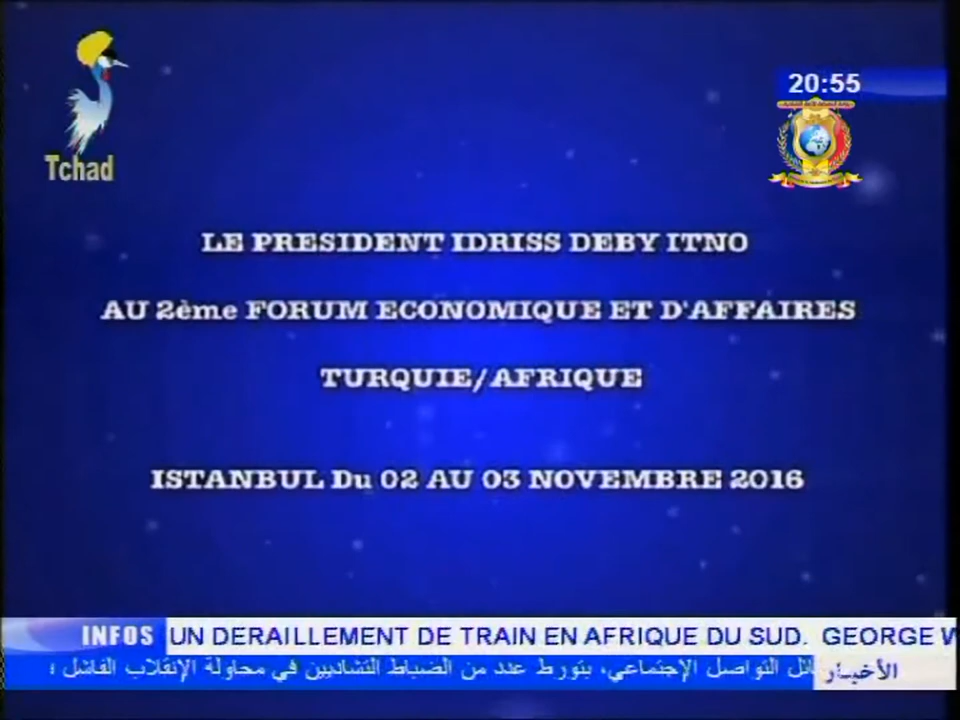 Tchad
20:55
LE PRESIDENT IDRISS DEBY ITNO
AU 2ème FORUM ECONOMIQUE ET D'AFFAIRES
TURQUIE/AFRIQUE
ISTANBUL Du 02 AU 03 NOVEMBRE 2016
INFOS UN DERAILLEMENT DE TRAIN EN AFRIQUE DU SUD. GEORGE W
الأخبار التواصل الإجتماعي، بتورط عدد من الضباط التشاديين في محاولة الإنقلاب الفاشل ؛